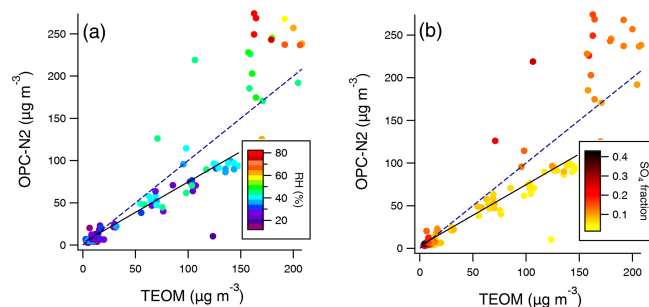 (a)
OPC-N2 (µg m⁻³)
250
200
150
100
50
0
0 50 100 150 200
TEOM (µg m⁻³)
RH (%)
80
60
40
20
(b)
OPC-N2 (µg m⁻³)
250
200
150
100
50
0
0 50 100 150 200
TEOM (µg m⁻³)
SO₄ fraction
0.4
0.3
0.2
0.1